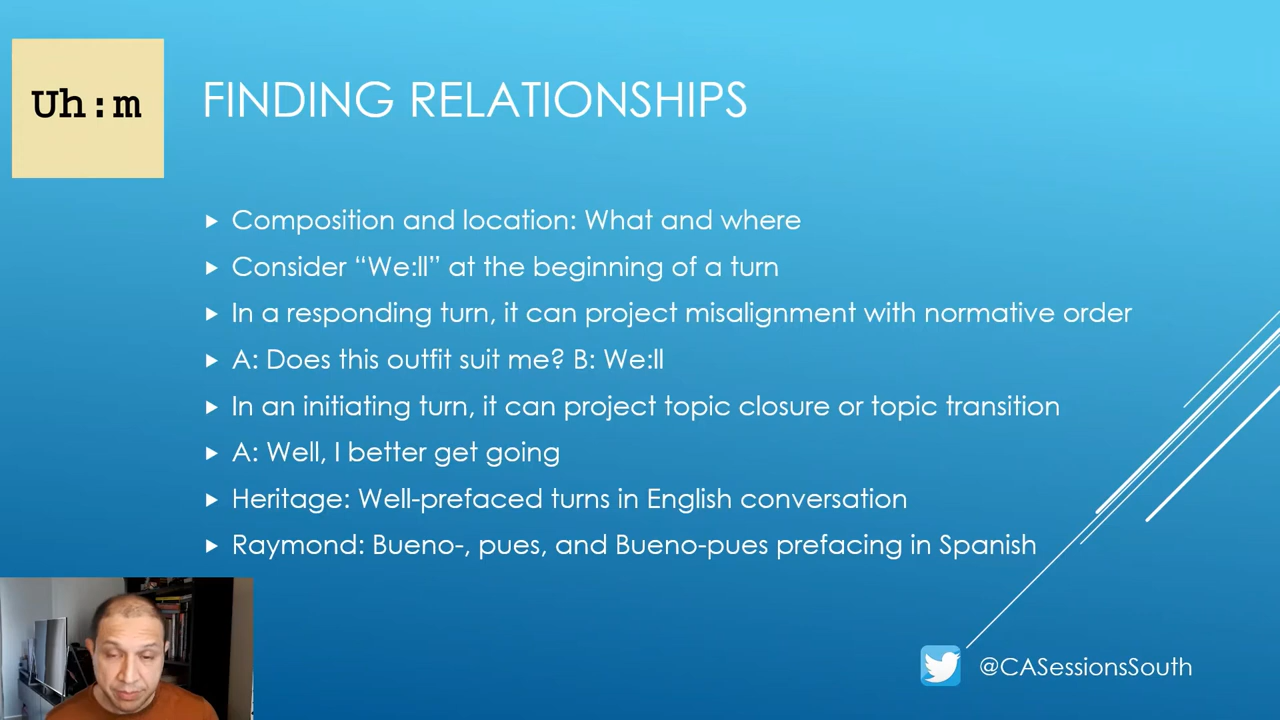 Uh:m
FINDING RELATIONSHIPS
Composition and location: What and where
Consider “We:ll” at the beginning of a turn
In a responding turn, it can project misalignment with normative order
A: Does this outfit suit me? B: We:ll
In an initiating turn, it can project topic closure or topic transition
A: Well, I better get going
Heritage: Well-prefaced turns in English conversation
Raymond: Bueno-, pues, and Bueno-pues prefacing in Spanish
@CASessionsSouth